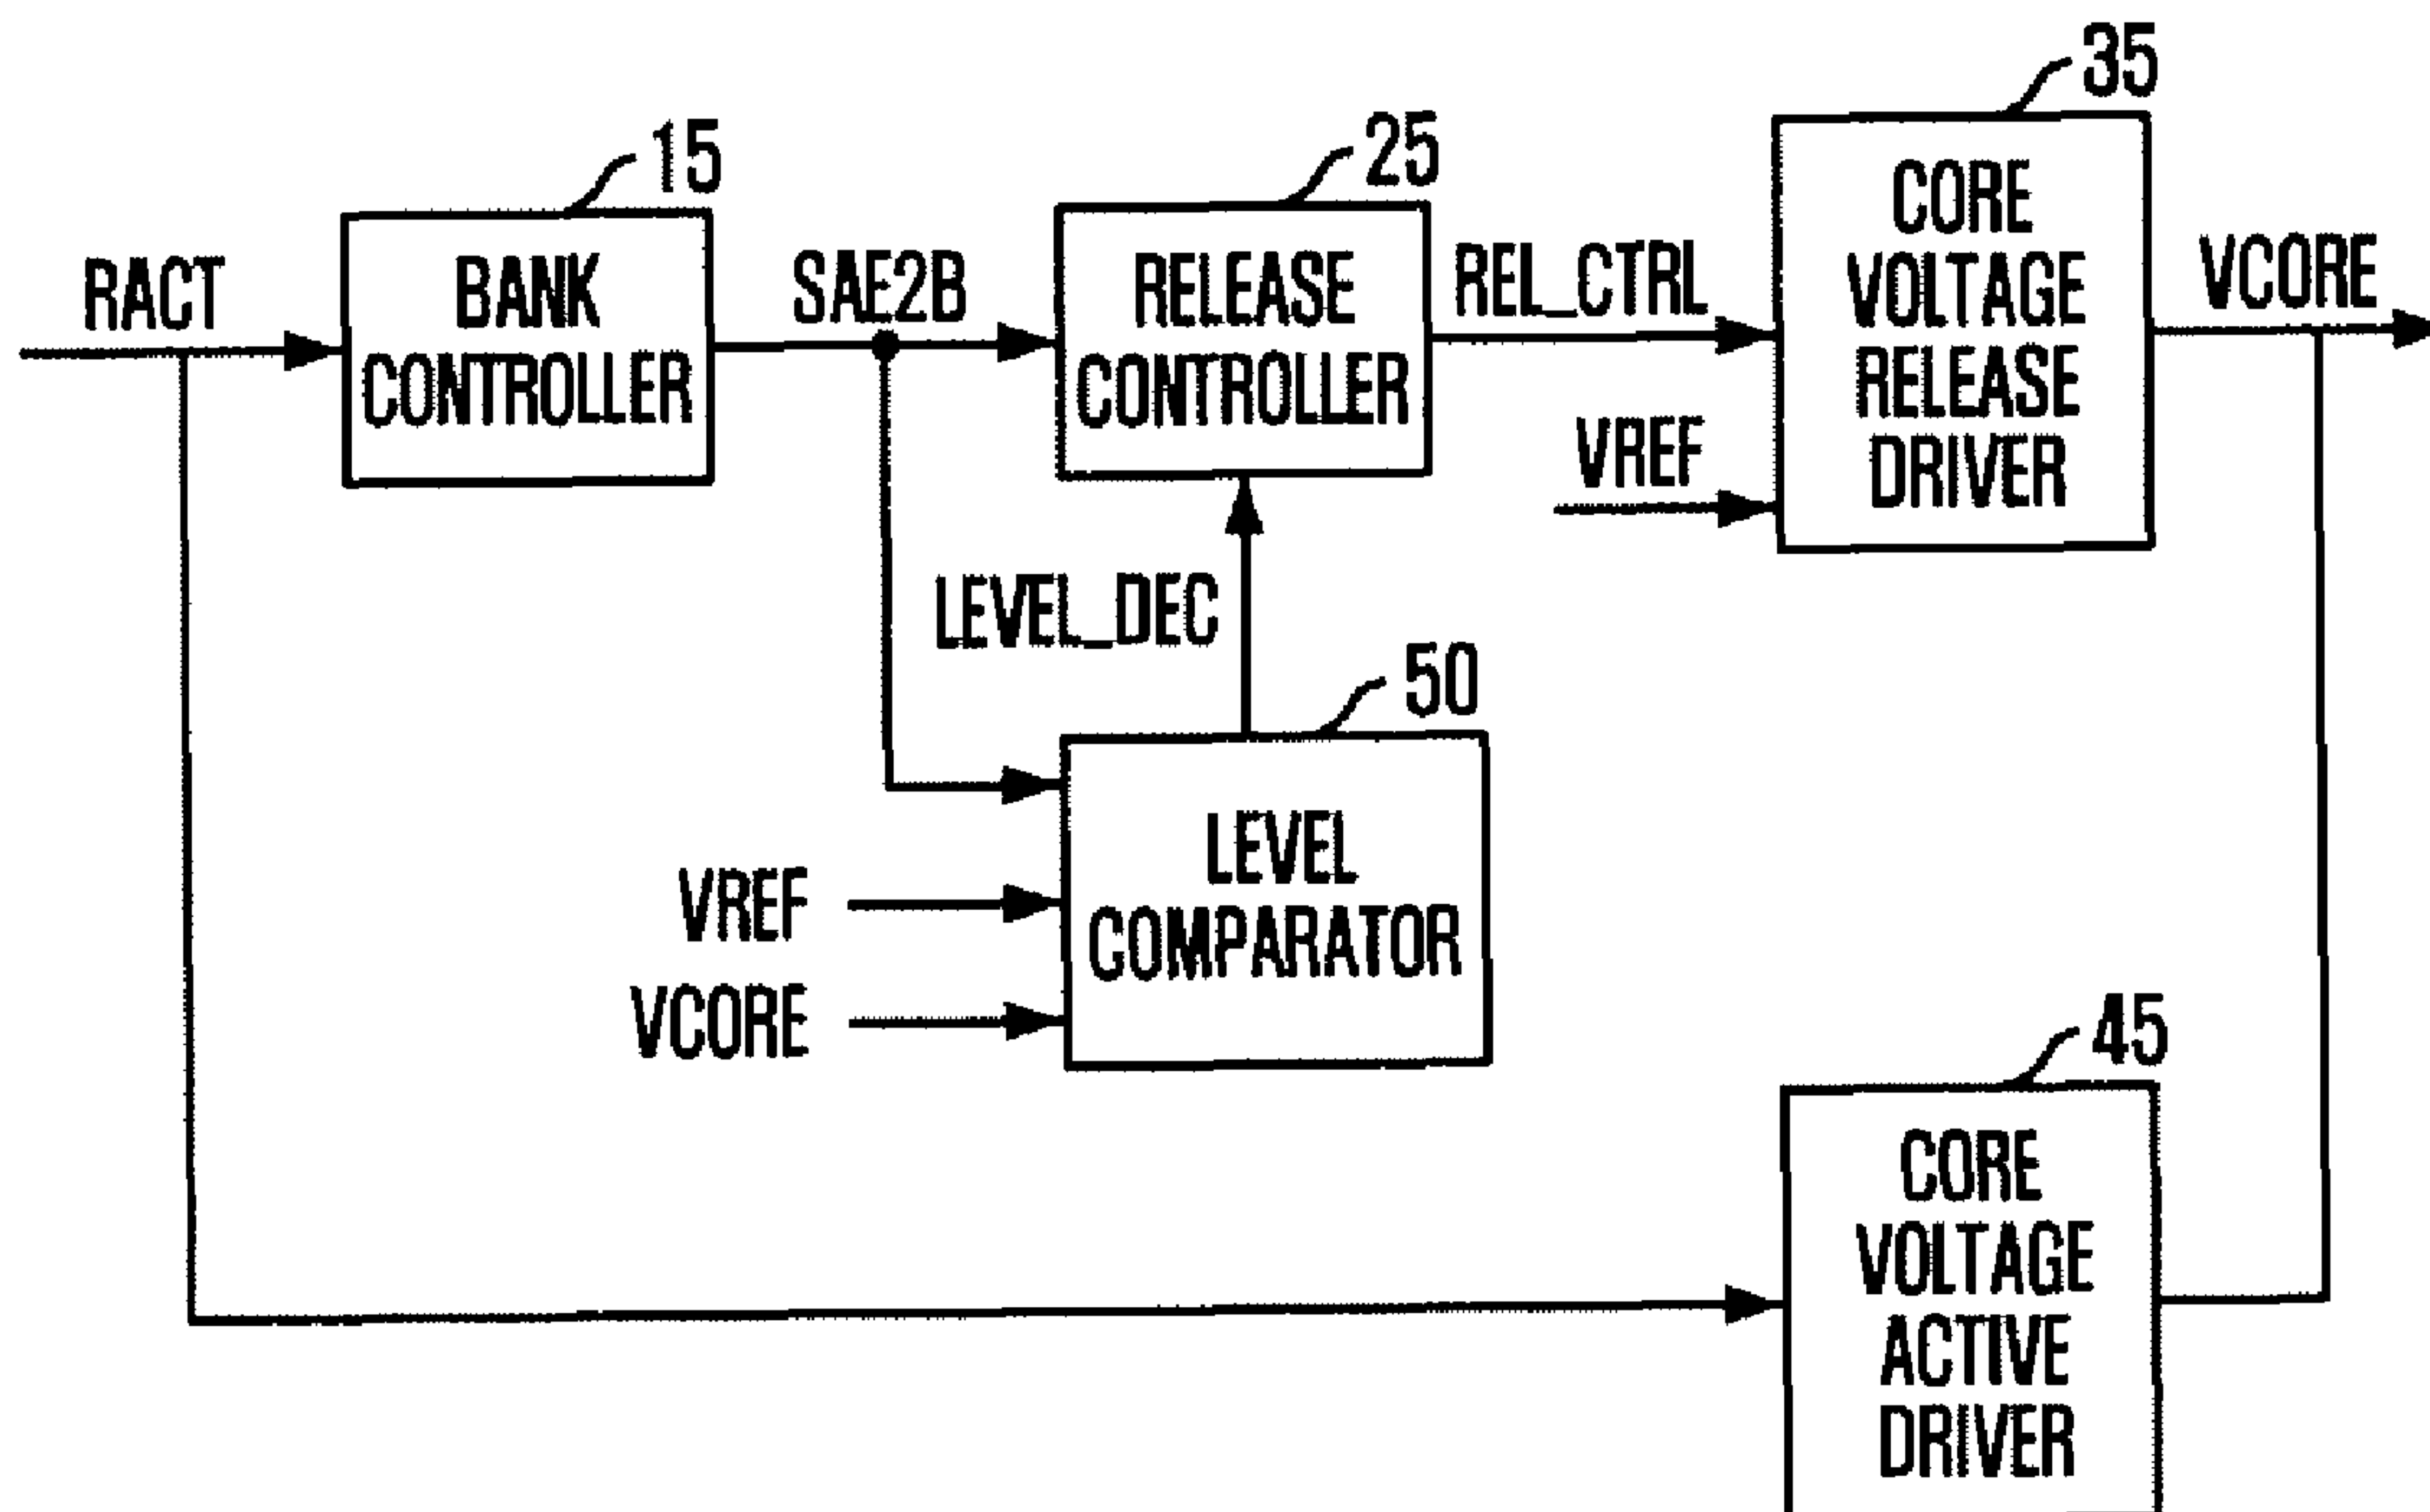 35
15
25
CORE
VOLTAGE
RELEASE
DRIVER
RACT
BANK
CONTROLLER
SAE2B
RELEASE
CONTROLLER
REL_CTRL
VCORE
VREF
LEVEL_DEC
50
LEVEL
COMPARATOR
VREF
VCORE
45
CORE
VOLTAGE
ACTIVE
DRIVER